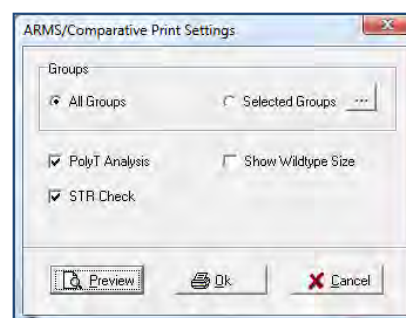 ARMS/Comparative Print Settings
Groups
All Groups Selected Groups ...
PolyT Analysis Show Wildtype Size
STR Check
Preview Ok Cancel